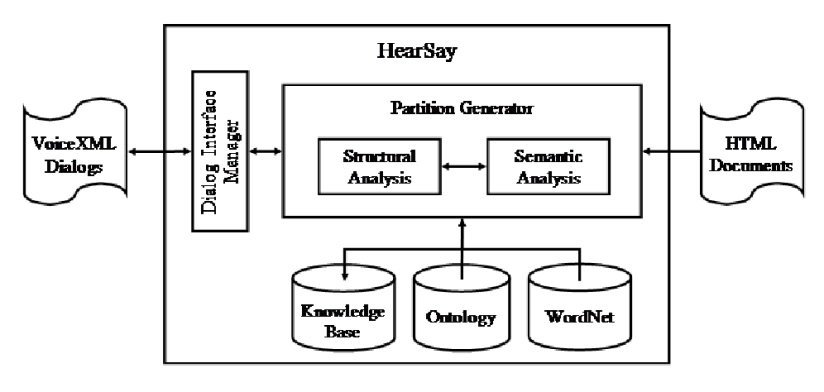 HearSay
VoiceXML
Dialogs
Dialog Interface
Manager
Partition Generator
Structural
Analysis
Semantic
Analysis
HTML
Documents
Knowledge
Base
Ontology
WordNet